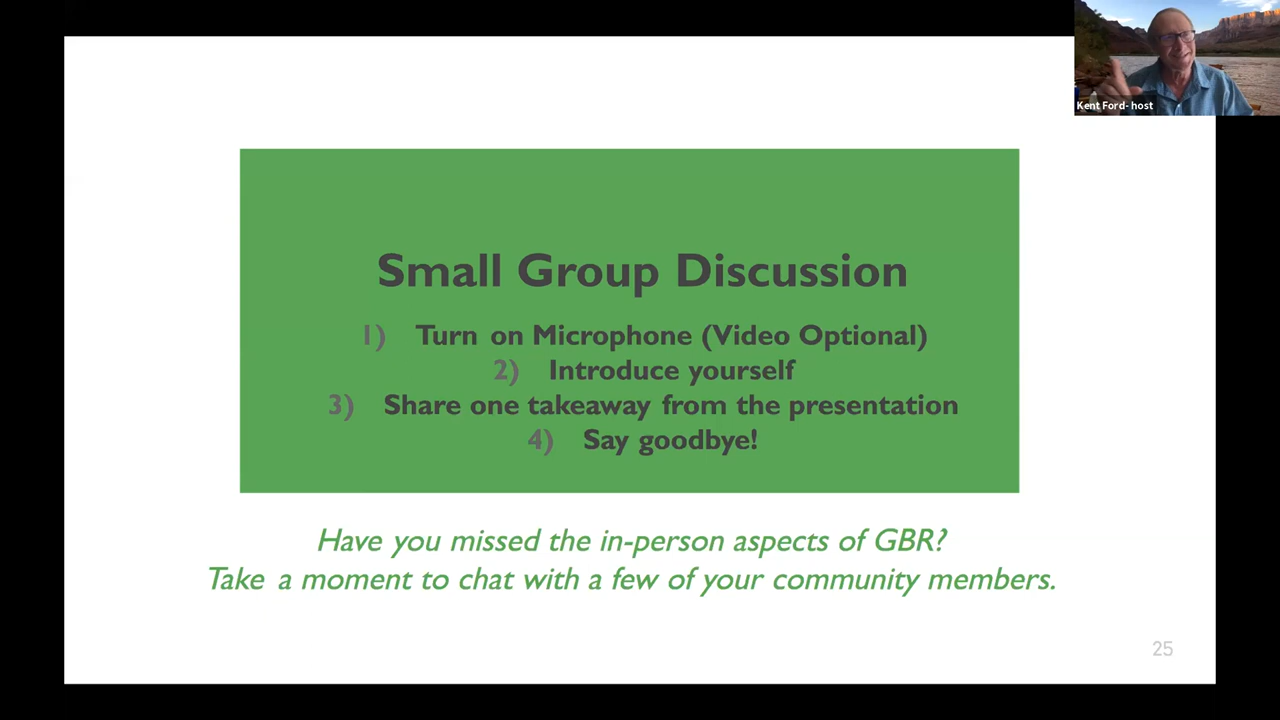 Kent Ford- host
Small Group Discussion
1) Turn on Microphone (Video Optional)
2) Introduce yourself
3) Share one takeaway from the presentation
4) Say goodbye!
Have you missed the in-person aspects of GBR?
Take a moment to chat with a few of your community members.
25